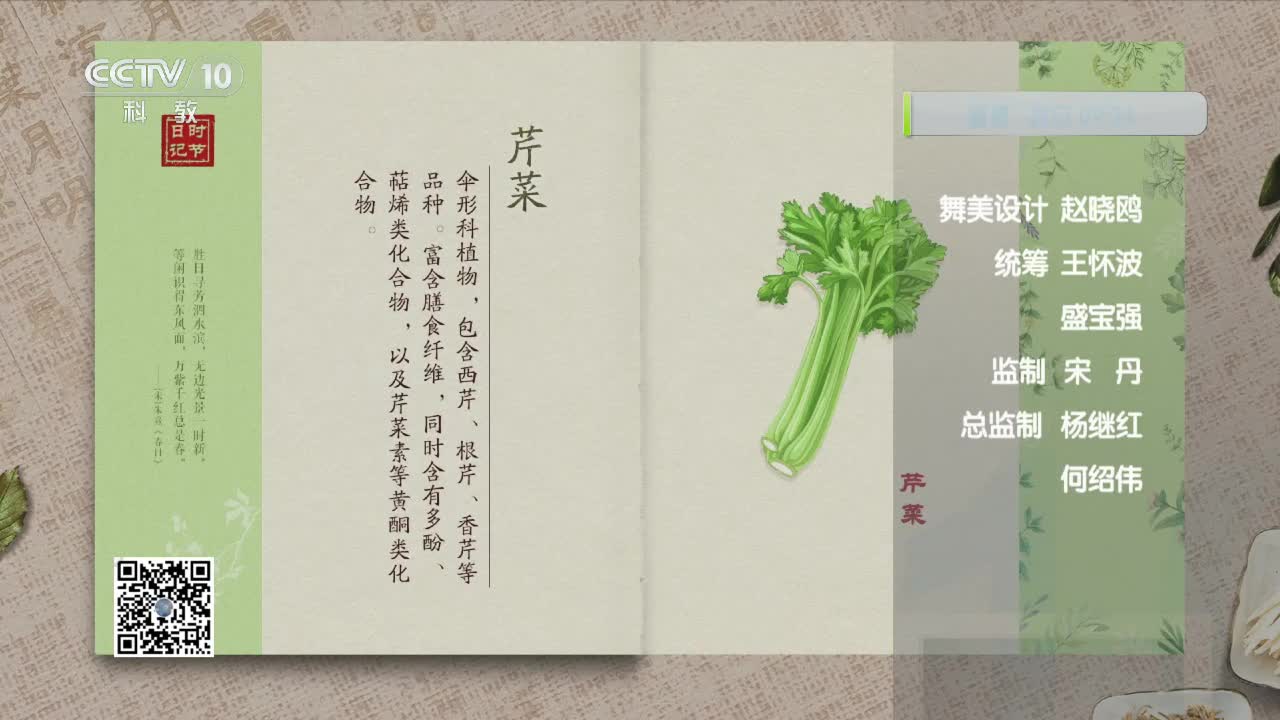 CCTV 10
科教
时节
日记
胜日寻芳泗水滨，无边光景一时新。
等闲识得东风面，万紫千红总是春。
——〔宋〕朱熹《春日》
芹菜
伞形科植物，包含西芹、根芹、香芹等
品种。富含膳食纤维，同时含有多酚、
萜烯类化合物，以及芹菜素等黄酮类化
合物。
芹菜
舞美设计 赵晓鸥
统筹 王怀波
盛宝强
监制 宋 丹
总监制 杨继红
何绍伟